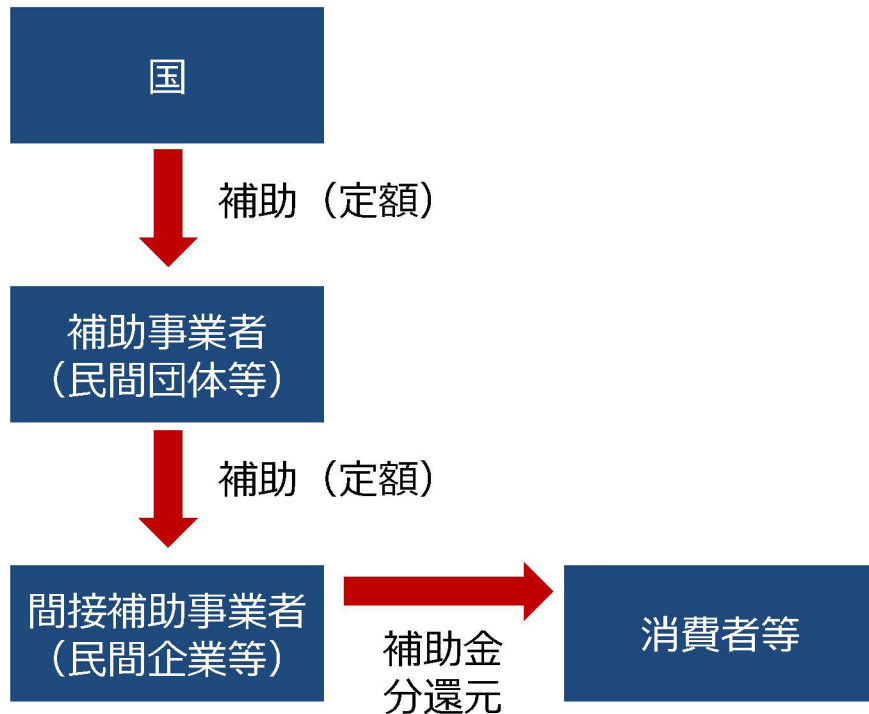 国
補助（定額）
補助事業者
（民間団体等）
補助（定額）
間接補助事業者
（民間企業等）
補助金
分還元
消費者等